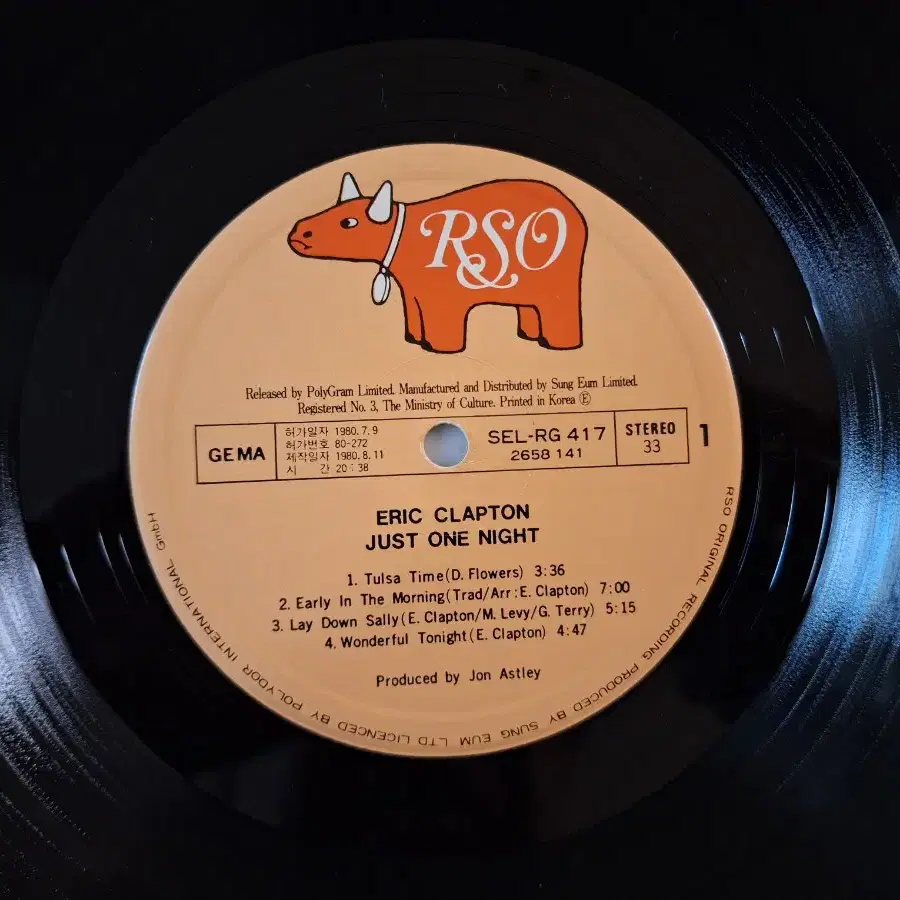 RSO
Released by PolyGram Limited. Manufactured and Distributed by Sung Eum Limited.
Registered No. 3, The Ministry of Culture. Printed in Korea Ⓔ
GEMA
허가일자 1980.7.9
허가번호 80-272
제작일자 1980.8.11
시 간 20:38
SEL-RG 417
2658 141
STEREO
33
1
ERIC CLAPTON
JUST ONE NIGHT
1. Tulsa Time(D. Flowers) 3:36
2. Early In The Morning(Trad/Arr:E. Clapton) 7:00
3. Lay Down Sally(E. Clapton/M. Levy/G. Terry) 5:15
4. Wonderful Tonight(E. Clapton) 4:47
Produced by Jon Astley
RSO ORIGINAL RECORDING PRODUCED BY SUNG EUM LTD LICENCED BY POLYDOR INTERNATIONAL GmbH